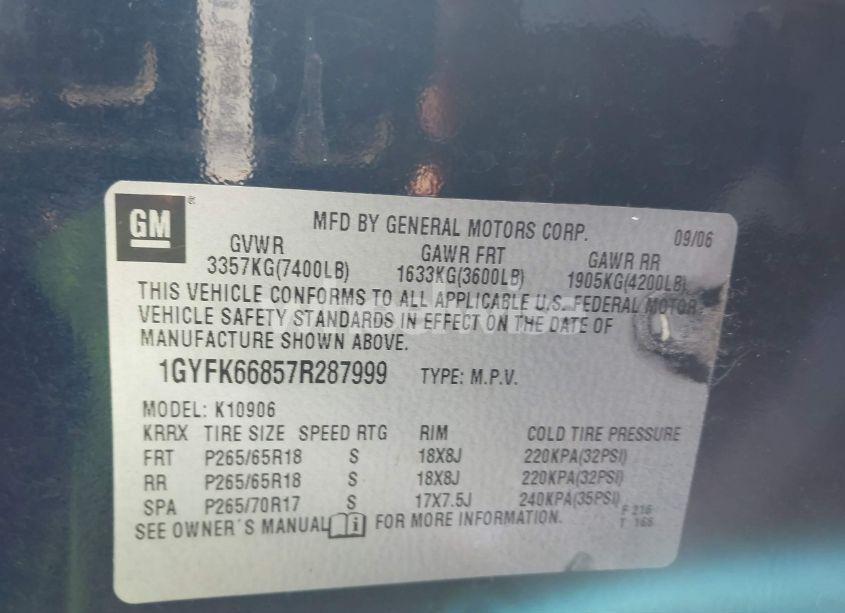 GM
MFD BY GENERAL MOTORS CORP. 09/06
GVWR GAWR FRT GAWR RR
3357KG(7400LB) 1633KG(3600LB) 1905KG(4200LB)
THIS VEHICLE CONFORMS TO ALL APPLICABLE U.S. FEDERAL MOTOR
VEHICLE SAFETY STANDARDS IN EFFECT ON THE DATE OF
MANUFACTURE SHOWN ABOVE.
1GYFK66857R287999 TYPE: M.P.V.
MODEL: K10906
KRRX TIRE SIZE SPEED RTG RIM COLD TIRE PRESSURE
FRT P265/65R18 S 18X8J 220KPA(32PSI)
RR P265/65R18 S 18X8J 220KPA(32PSI)
SPA P265/70R17 S 17X7.5J 240KPA(35PSI)
SEE OWNER'S MANUAL i FOR MORE INFORMATION.
F 216
T 168